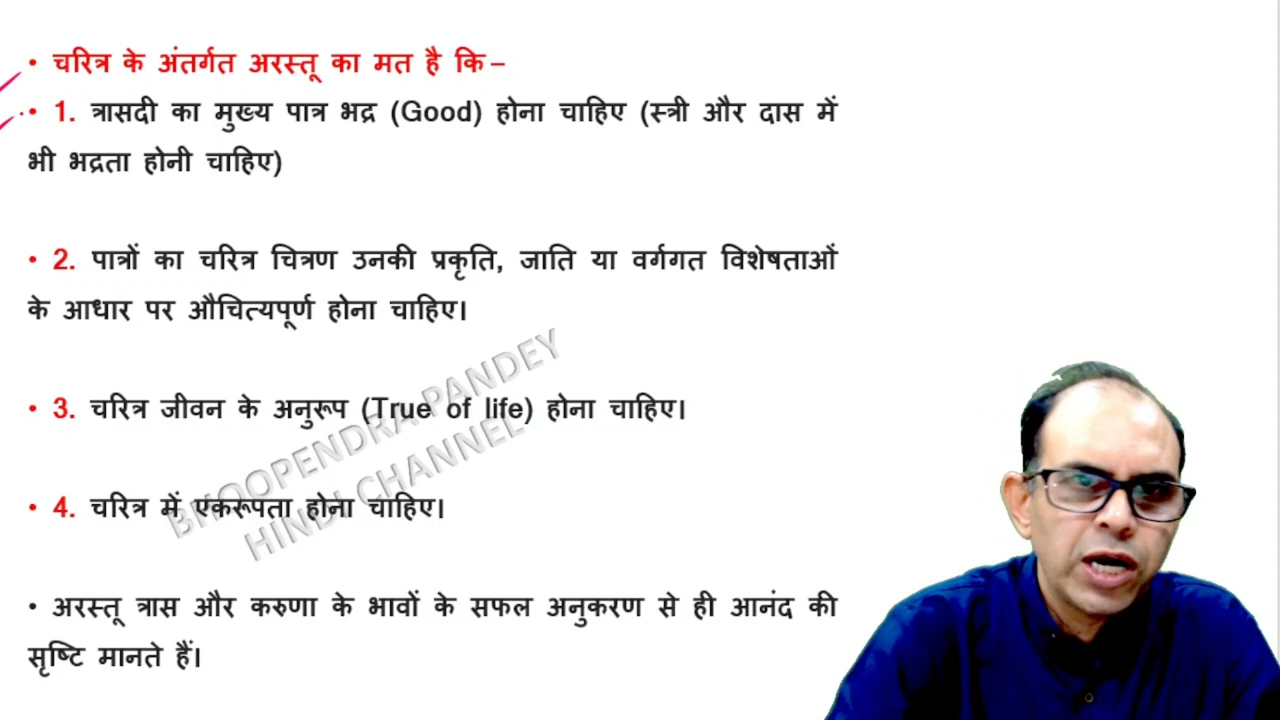 • चरित्र के अंतर्गत अरस्तू का मत है कि –
• 1. त्रासदी का मुख्य पात्र भद्र (Good) होना चाहिए (स्त्री और दास में
भी भद्रता होनी चाहिए)
• 2. पात्रों का चरित्र चित्रण उनकी प्रकृति, जाति या वर्गगत विशेषताओं
के आधार पर औचित्यपूर्ण होना चाहिए।
• 3. चरित्र जीवन के अनुरूप (True of life) होना चाहिए।
• 4. चरित्र में एकरूपता होना चाहिए।
• अरस्तू त्रास और करुणा के भावों के सफल अनुकरण से ही आनंद की
सृष्टि मानते हैं।
BHOOPENDRA PANDEY
HINDI CHANNEL